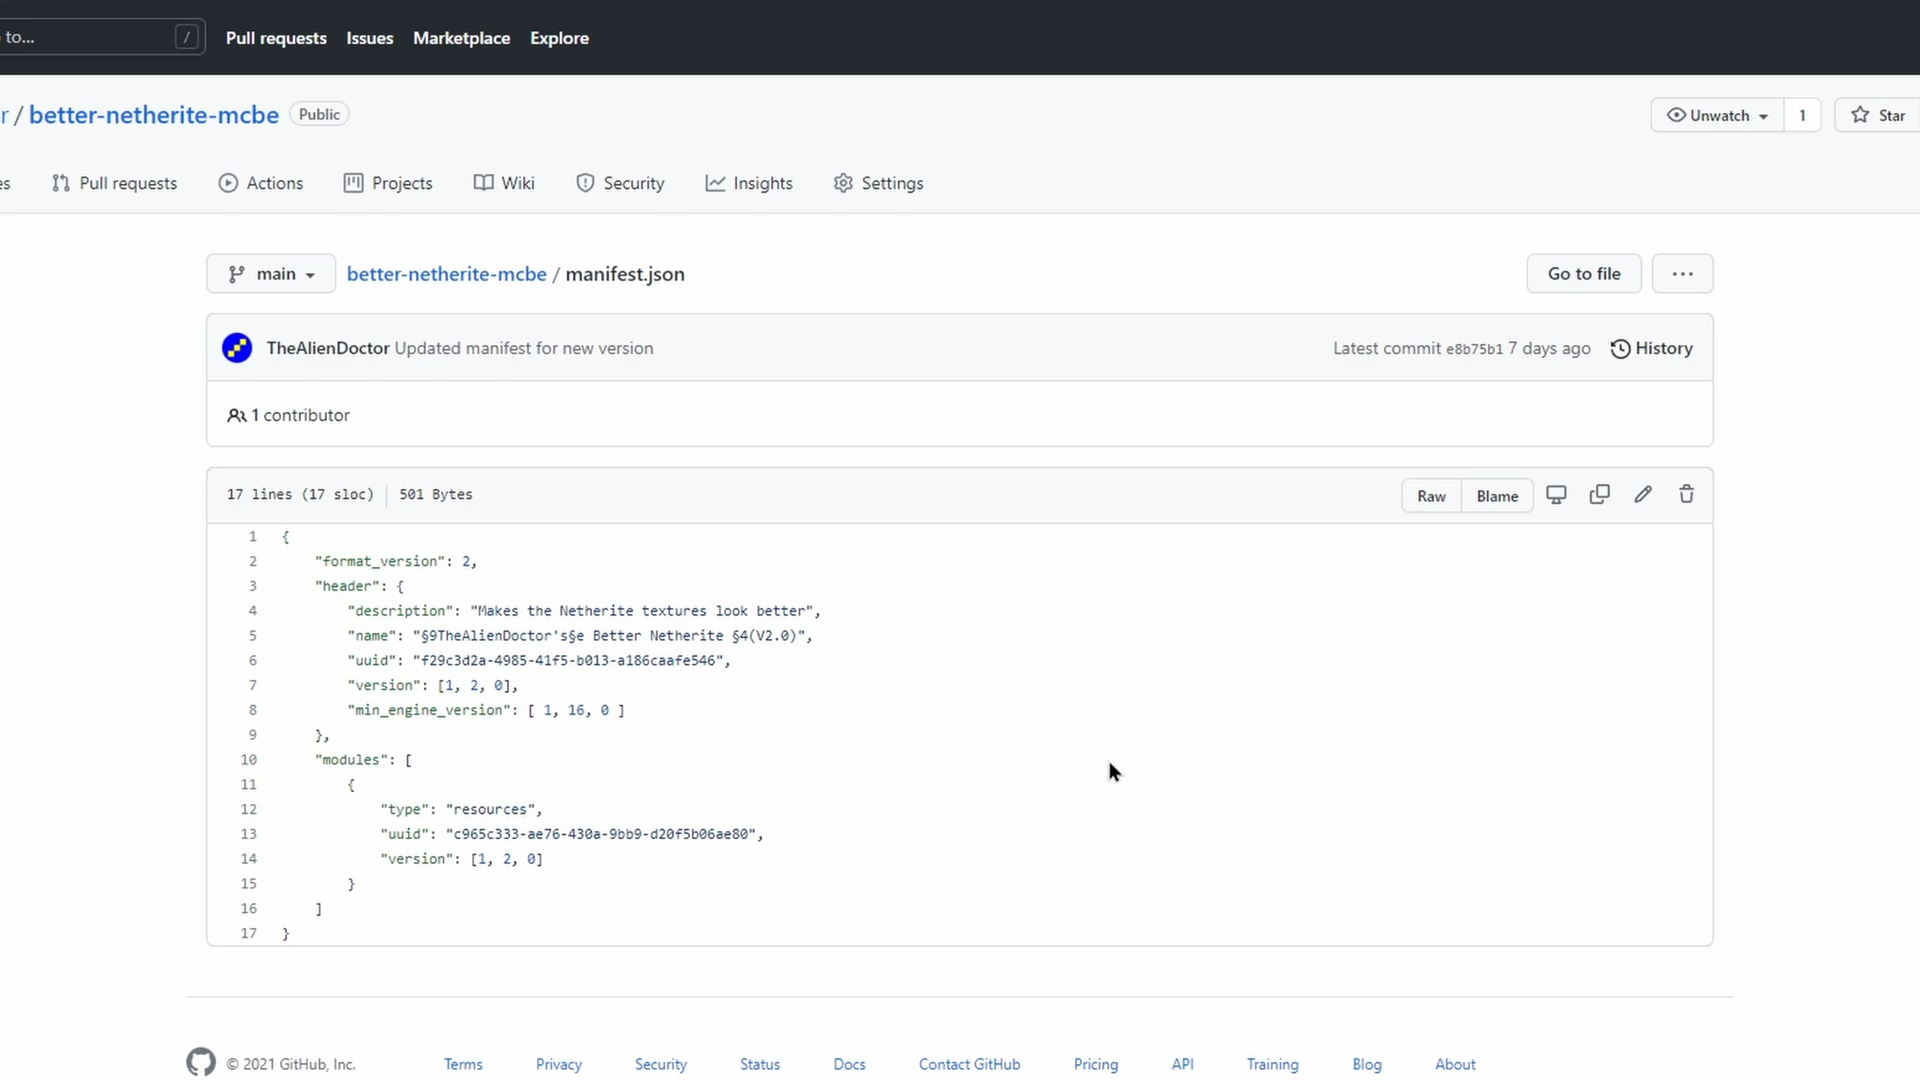 to... / Pull requests Issues Marketplace Explore
r / better-netherite-mcbe Public Unwatch 1 Star
es Pull requests Actions Projects Wiki Security Insights Settings
main better-netherite-mcbe / manifest.json Go to file ...
TheAlienDoctor Updated manifest for new version Latest commit e8b75b1 7 days ago History
1 contributor
17 lines (17 sloc) 501 Bytes Raw Blame
1 {
2 "format_version": 2,
3 "header": {
4 "description": "Makes the Netherite textures look better",
5 "name": "§9TheAlienDoctor's§e Better Netherite §4(V2.0)",
6 "uuid": "f29c3d2a-4985-41f5-b013-a186caafe546",
7 "version": [1, 2, 0],
8 "min_engine_version": [ 1, 16, 0 ]
9 },
10 "modules": [
11 {
12 "type": "resources",
13 "uuid": "c965c333-ae76-430a-9bb9-d20f5b06ae80",
14 "version": [1, 2, 0]
15 }
16 ]
17 }
© 2021 GitHub, Inc. Terms Privacy Security Status Docs Contact GitHub Pricing API Training Blog About